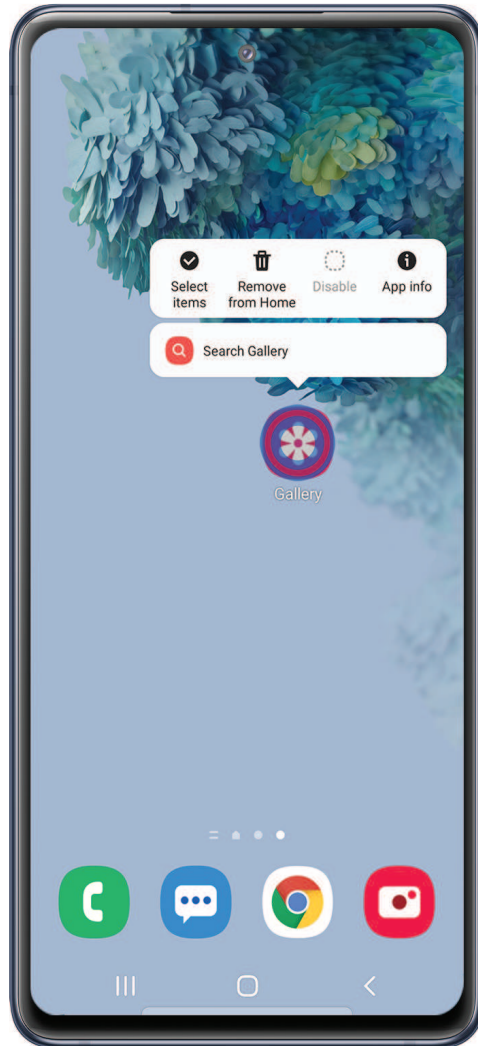 Select
items
Remove
from Home
Disable
App info
Search Gallery
Gallery